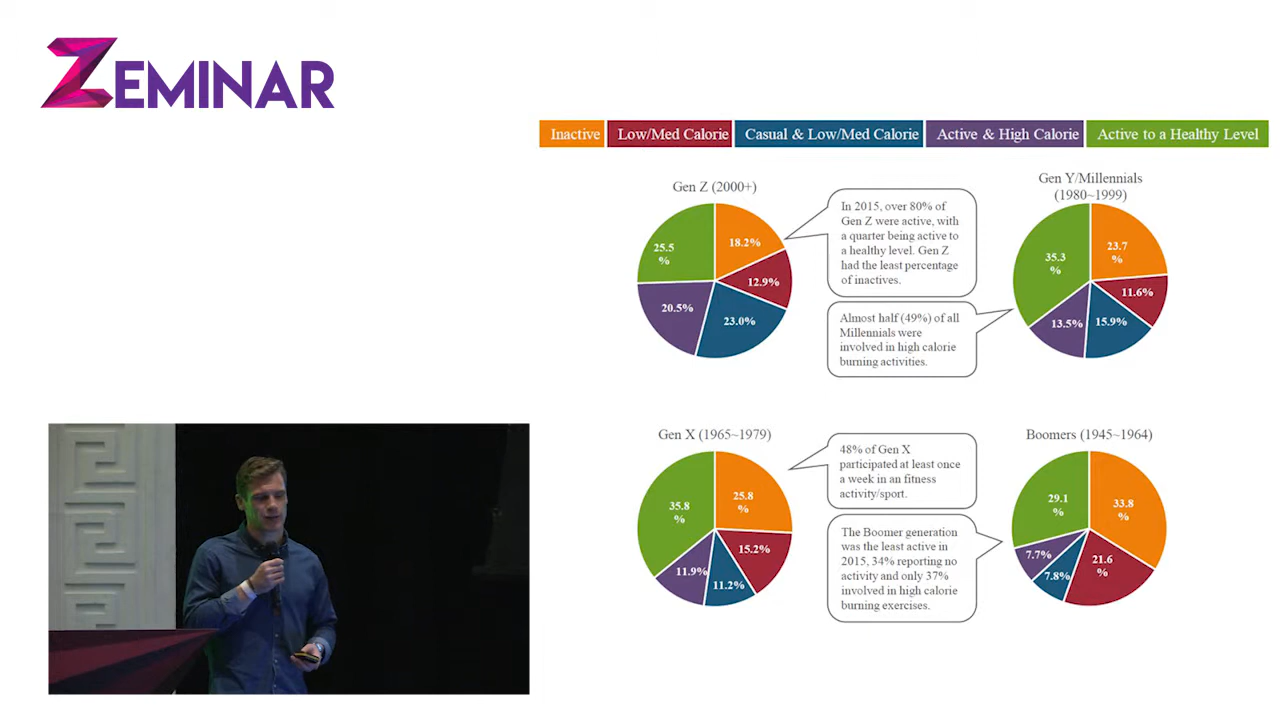 ZEMINAR
Inactive
Low/Med Calorie
Casual & Low/Med Calorie
Active & High Calorie
Active to a Healthy Level
Gen Z (2000+)
25.5
%
18.2%
12.9%
20.5%
23.0%
In 2015, over 80% of
Gen Z were active, with
a quarter being active to
a healthy level. Gen Z
had the least percentage
of inactives.
Gen Y/Millennials
(1980~1999)
35.3
%
23.7
%
11.6%
13.5%
15.9%
Almost half (49%) of all
Millennials were
involved in high calorie
burning activities.
Gen X (1965~1979)
35.8
%
25.8
%
15.2%
11.9%
11.2%
48% of Gen X
participated at least once
a week in an fitness
activity/sport.
Boomers (1945~1964)
29.1
%
33.8
%
7.7%
7.8%
21.6
%
The Boomer generation
was the least active in
2015, 34% reporting no
activity and only 37%
involved in high calorie
burning exercises.